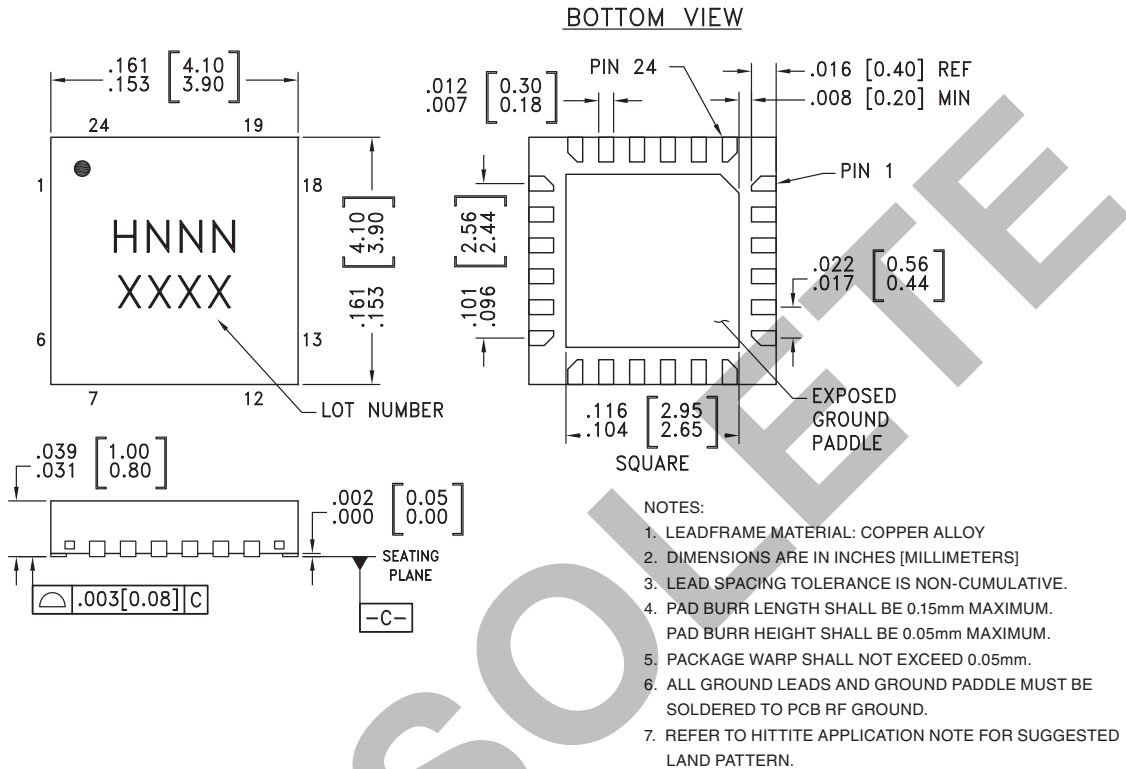 BOTTOM VIEW
.161 [4.10]
.153 [3.90]
24
19
1
18
HNNN
XXXX
6
13
7
12
LOT NUMBER
.161 [4.10]
.153 [3.90]
.012 [0.30]
.007 [0.18]
PIN 24
.016 [0.40] REF
.008 [0.20] MIN
PIN 1
.101 [2.56]
.096 [2.44]
.022 [0.56]
.017 [0.44]
.116 [2.95]
.104 [2.65]
SQUARE
EXPOSED
GROUND
PADDLE
.039 [1.00]
.031 [0.80]
.002 [0.05]
.000 [0.00]
SEATING
PLANE
.003[0.08] C
-C-
NOTES:
1. LEADFRAME MATERIAL: COPPER ALLOY
2. DIMENSIONS ARE IN INCHES [MILLIMETERS]
3. LEAD SPACING TOLERANCE IS NON-CUMULATIVE.
4. PAD BURR LENGTH SHALL BE 0.15mm MAXIMUM.
PAD BURR HEIGHT SHALL BE 0.05mm MAXIMUM.
5. PACKAGE WARP SHALL NOT EXCEED 0.05mm.
6. ALL GROUND LEADS AND GROUND PADDLE MUST BE
SOLDERED TO PCB RF GROUND.
7. REFER TO HITTITE APPLICATION NOTE FOR SUGGESTED
LAND PATTERN.
SOLETE